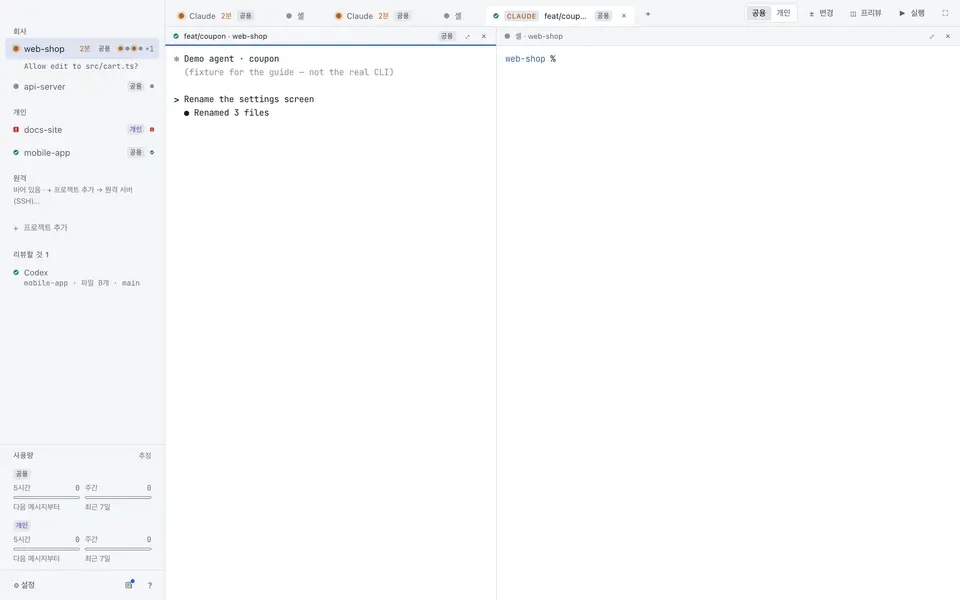 회사
web-shop 2분 공용 +1
Allow edit to src/cart.ts?
api-server 공용
개인
docs-site 개인
mobile-app 공용
원격
비어 있음 · + 프로젝트 추가 → 원격 서버
(SSH)...
+ 프로젝트 추가
리뷰할 것 1
Codex
mobile-app · 파일 0개 · main
사용량 추정
공용
5시간 0 주간 0
다음 메시지부터 최근 7일
개인
5시간 0 주간 0
다음 메시지부터 최근 7일
설정 ?
Claude 2분 공용 셸 Claude 2분 공용 셸 CLAUDE feat/coup... 공용 × +
공용 개인 ± 변경 프리뷰 실행
feat/coupon · web-shop 공용 ×
Demo agent · coupon
(fixture for the guide — not the real CLI)
> Rename the settings screen
● Renamed 3 files
셸 · web-shop ×
web-shop %